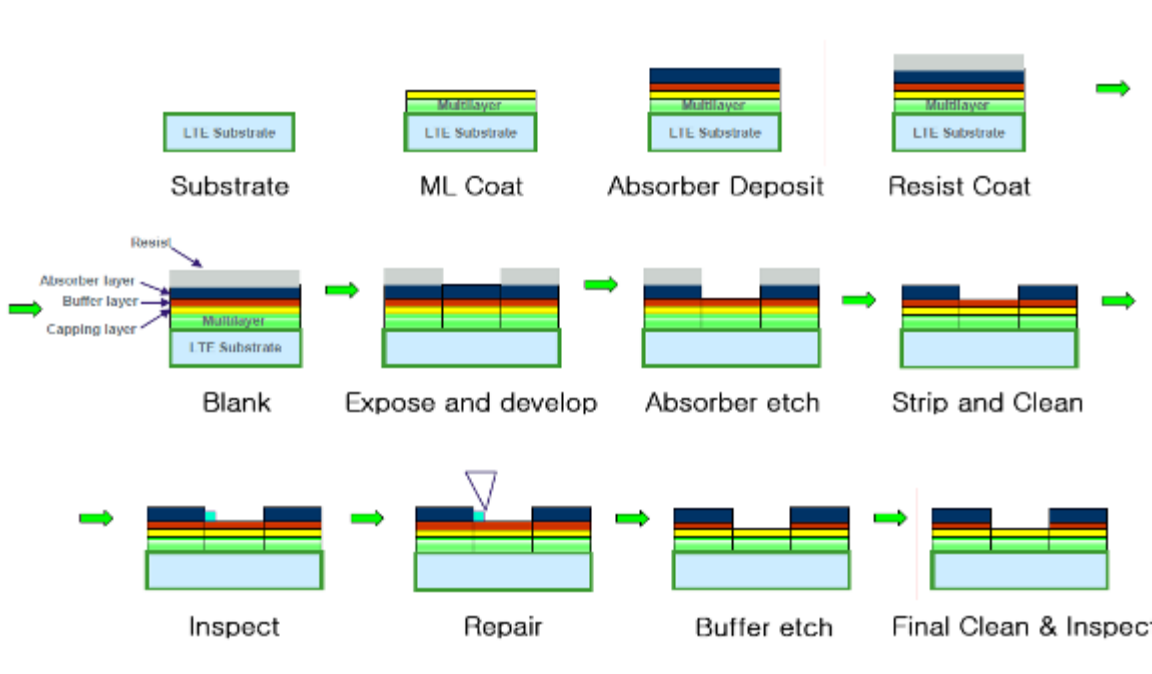 Multilayer
Multilayer
Multilayer
LTE Substrate
LTE Substrate
LTE Substrate
LTE Substrate
Substrate
ML Coat
Absorber Deposit
Resist Coat
Resist
Absorber layer
Buffer layer
Capping layer
Multilayer
LTE Substrate
Blank
Expose and develop
Absorber etch
Strip and Clean
Inspect
Repair
Buffer etch
Final Clean & Inspect